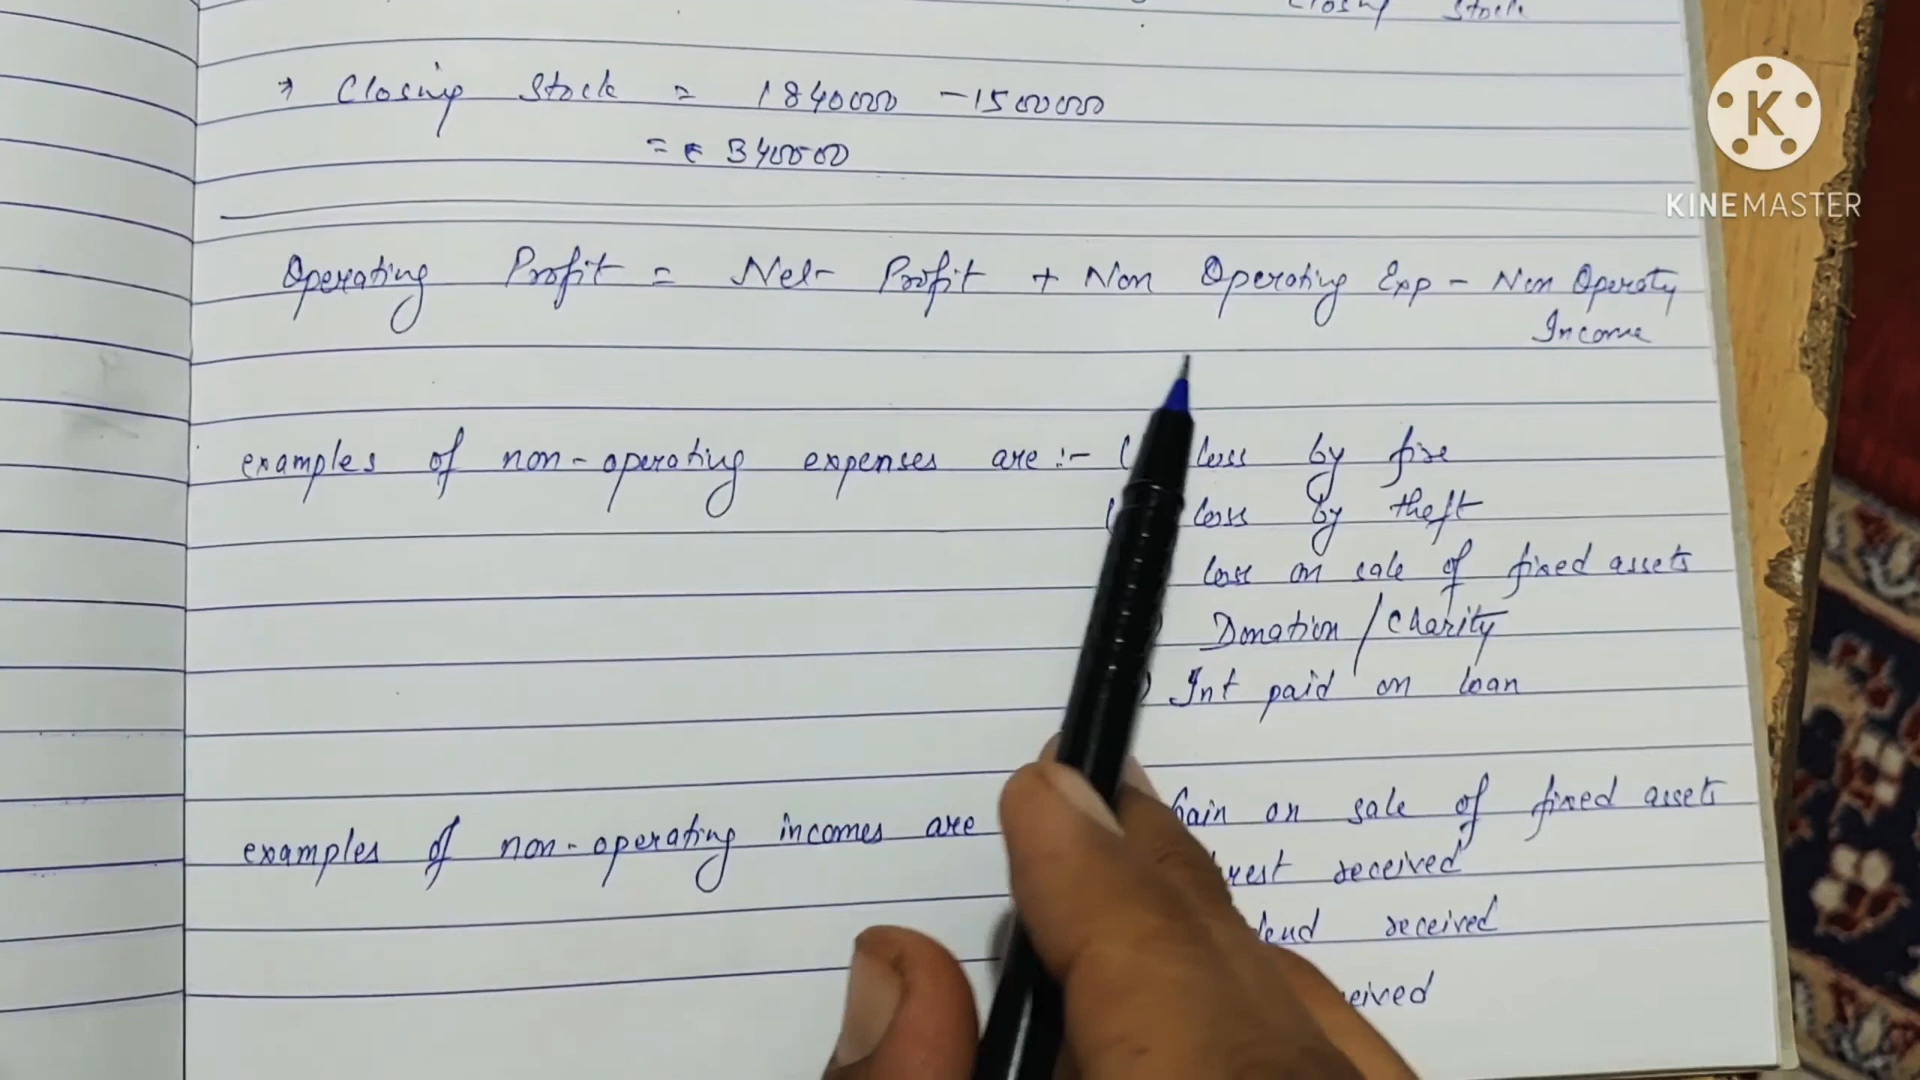 Closing Stock
→ Closing Stock = 1840000 - 1500000
= ₹ 340000
Operating Profit = Net Profit + Non Operating Exp - Non Operaty
Income
examples of non-operating expenses are :- ( loss by fire
( loss by theft
loss on sale of fixed assets
Donation / Charity
) Int paid on loan
examples of non-operating incomes are Gain on sale of fixed assets
received
received
K
KINEMASTER